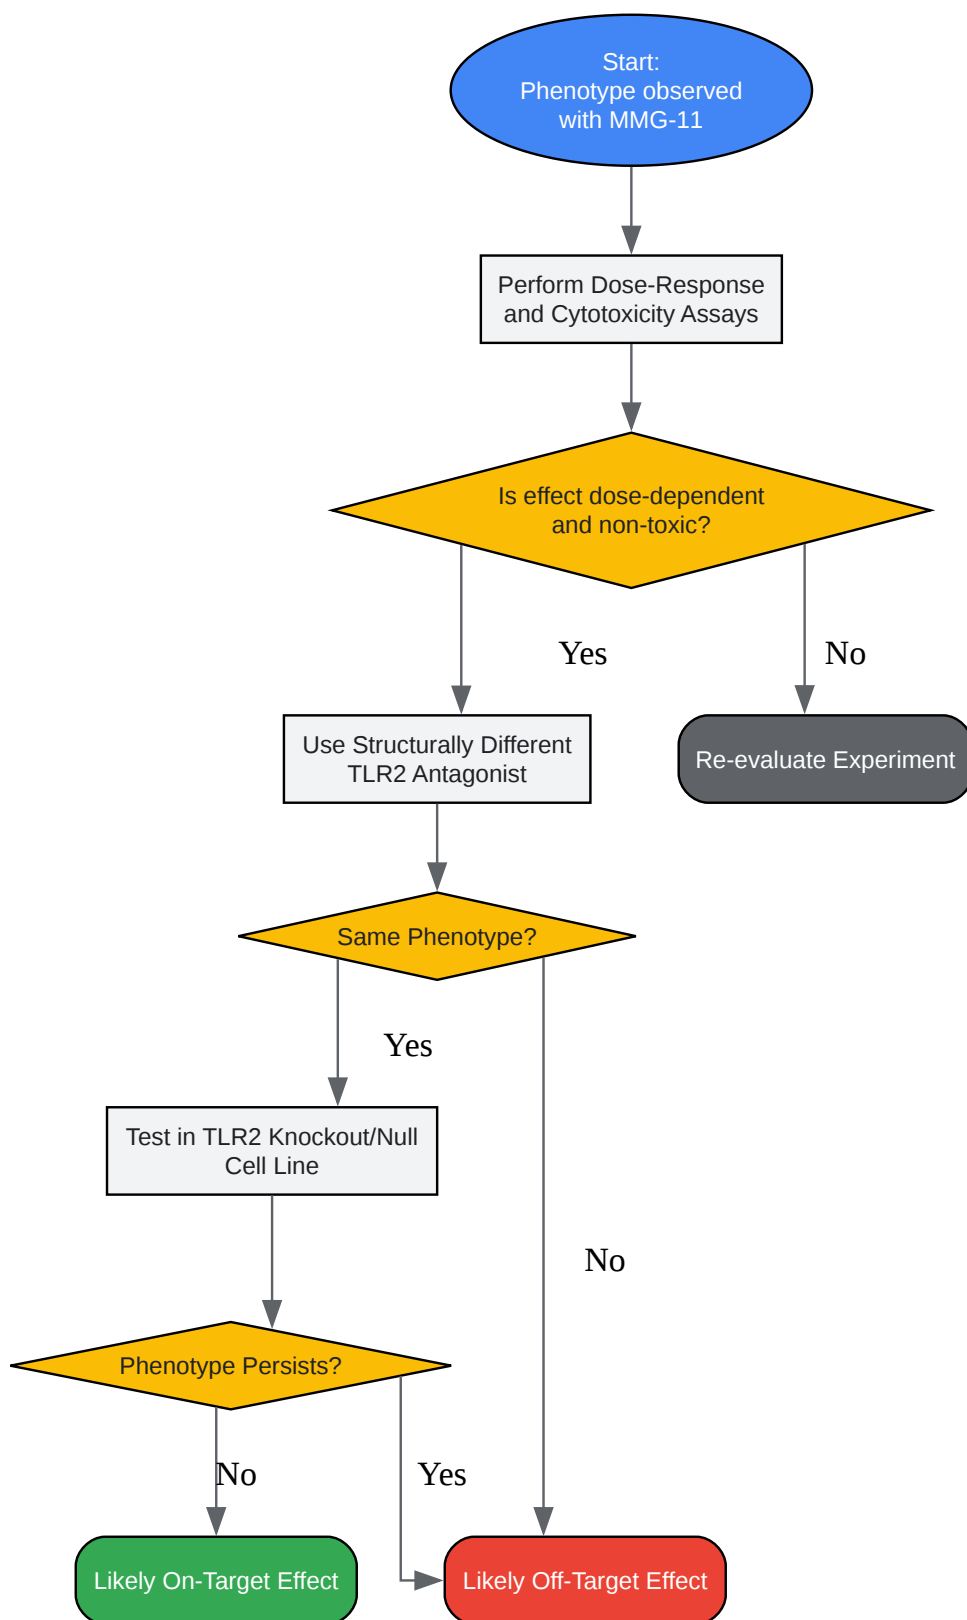 Start:
Phenotype observed
with MMG-11
Perform Dose-Response
and Cytotoxicity Assays
Is effect dose-dependent
and non-toxic?
Yes
No
Use Structurally Different
TLR2 Antagonist
Re-evaluate Experiment
Same Phenotype?
Yes
Test in TLR2 Knockout/Null
Cell Line
No
Phenotype Persists?
No
Yes
Likely On-Target Effect
Likely Off-Target Effect